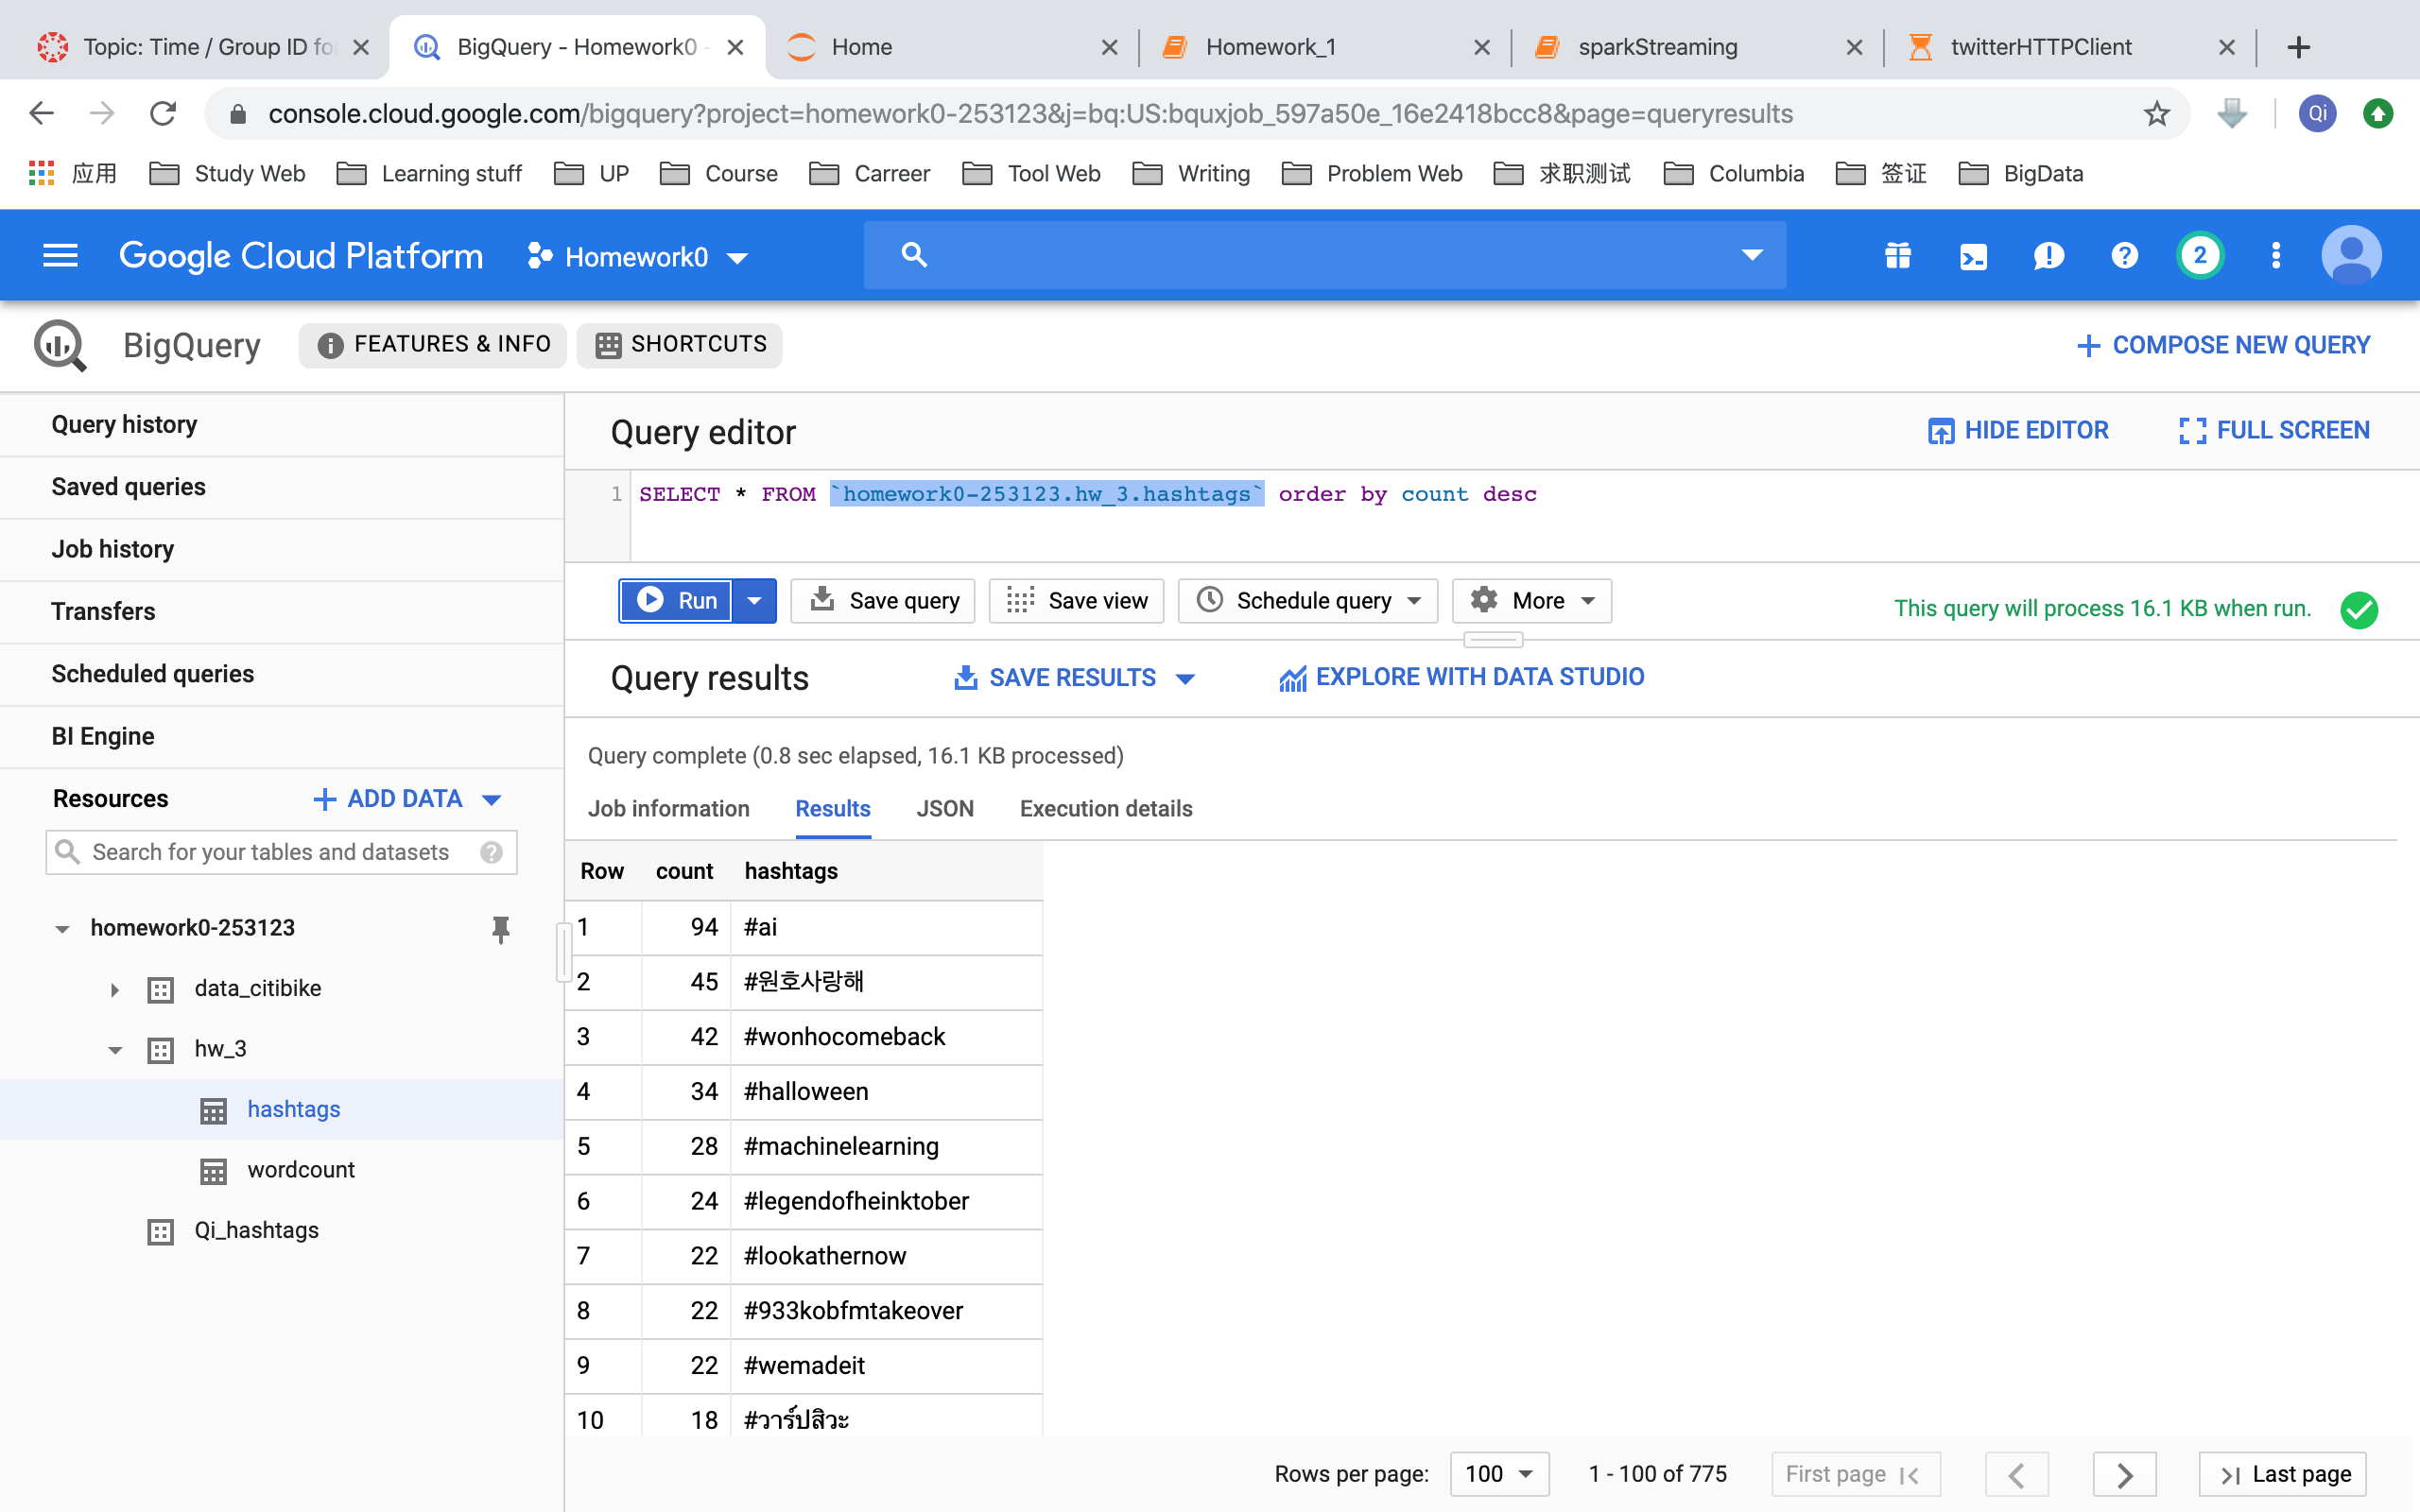 Topic: Time / Group ID fo
BigQuery - Homework0 -
Home
Homework_1
sparkStreaming
twitterHTTPClient
console.cloud.google.com/bigquery?project=homework0-253123&j=bq:US:bquxjob_597a50e_16e2418bcc8&page=queryresults
Qi
应用 Study Web Learning stuff UP Course Carreer Tool Web Writing Problem Web 求职测试 Columbia 签证 BigData
Google Cloud Platform Homework0 2
BigQuery FEATURES & INFO SHORTCUTS COMPOSE NEW QUERY
Query history
Saved queries
Job history
Transfers
Scheduled queries
BI Engine
Resources ADD DATA
Search for your tables and datasets
homework0-253123
data_citibike
hw_3
hashtags
wordcount
Qi_hashtags
Query editor HIDE EDITOR FULL SCREEN
1 SELECT * FROM `homework0-253123.hw_3.hashtags` order by count desc
Run Save query Save view Schedule query More This query will process 16.1 KB when run.
Query results SAVE RESULTS EXPLORE WITH DATA STUDIO
Query complete (0.8 sec elapsed, 16.1 KB processed)
Job information Results JSON Execution details
Row count hashtags
1 94 #ai
2 45 #원호사랑해
3 42 #wonhocomeback
4 34 #halloween
5 28 #machinelearning
6 24 #legendofheinktober
7 22 #lookathernow
8 22 #933kobfmtakeover
9 22 #wemadeit
10 18 #วาร์ปสิวะ
Rows per page: 100 1 - 100 of 775 First page Last page